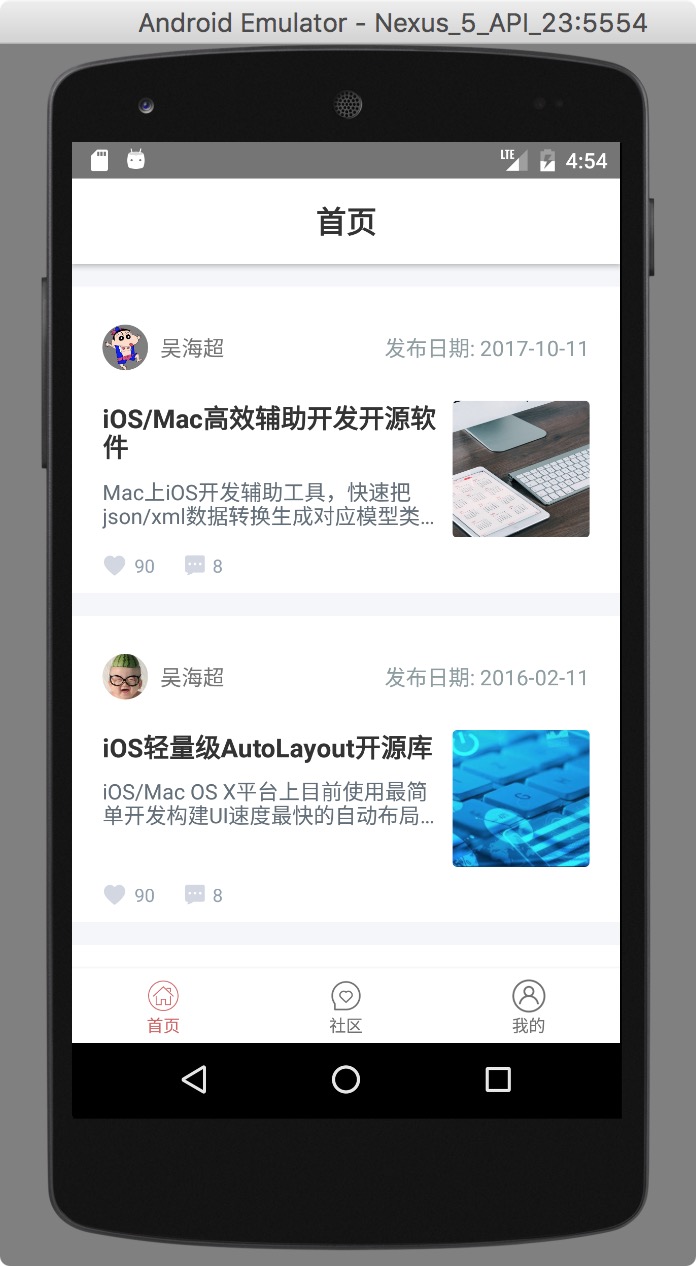 Android Emulator - Nexus_5_API_23:5554
LTE 4:54
首页
吴海超 发布日期: 2017-10-11
iOS/Mac高效辅助开发开源软
件
Mac上iOS开发辅助工具，快速把
json/xml数据转换生成对应模型类...
90 8
吴海超 发布日期: 2016-02-11
iOS轻量级AutoLayout开源库
iOS/Mac OS X平台上目前使用最简
单开发构建UI速度最快的自动布局...
90 8
首页 社区 我的